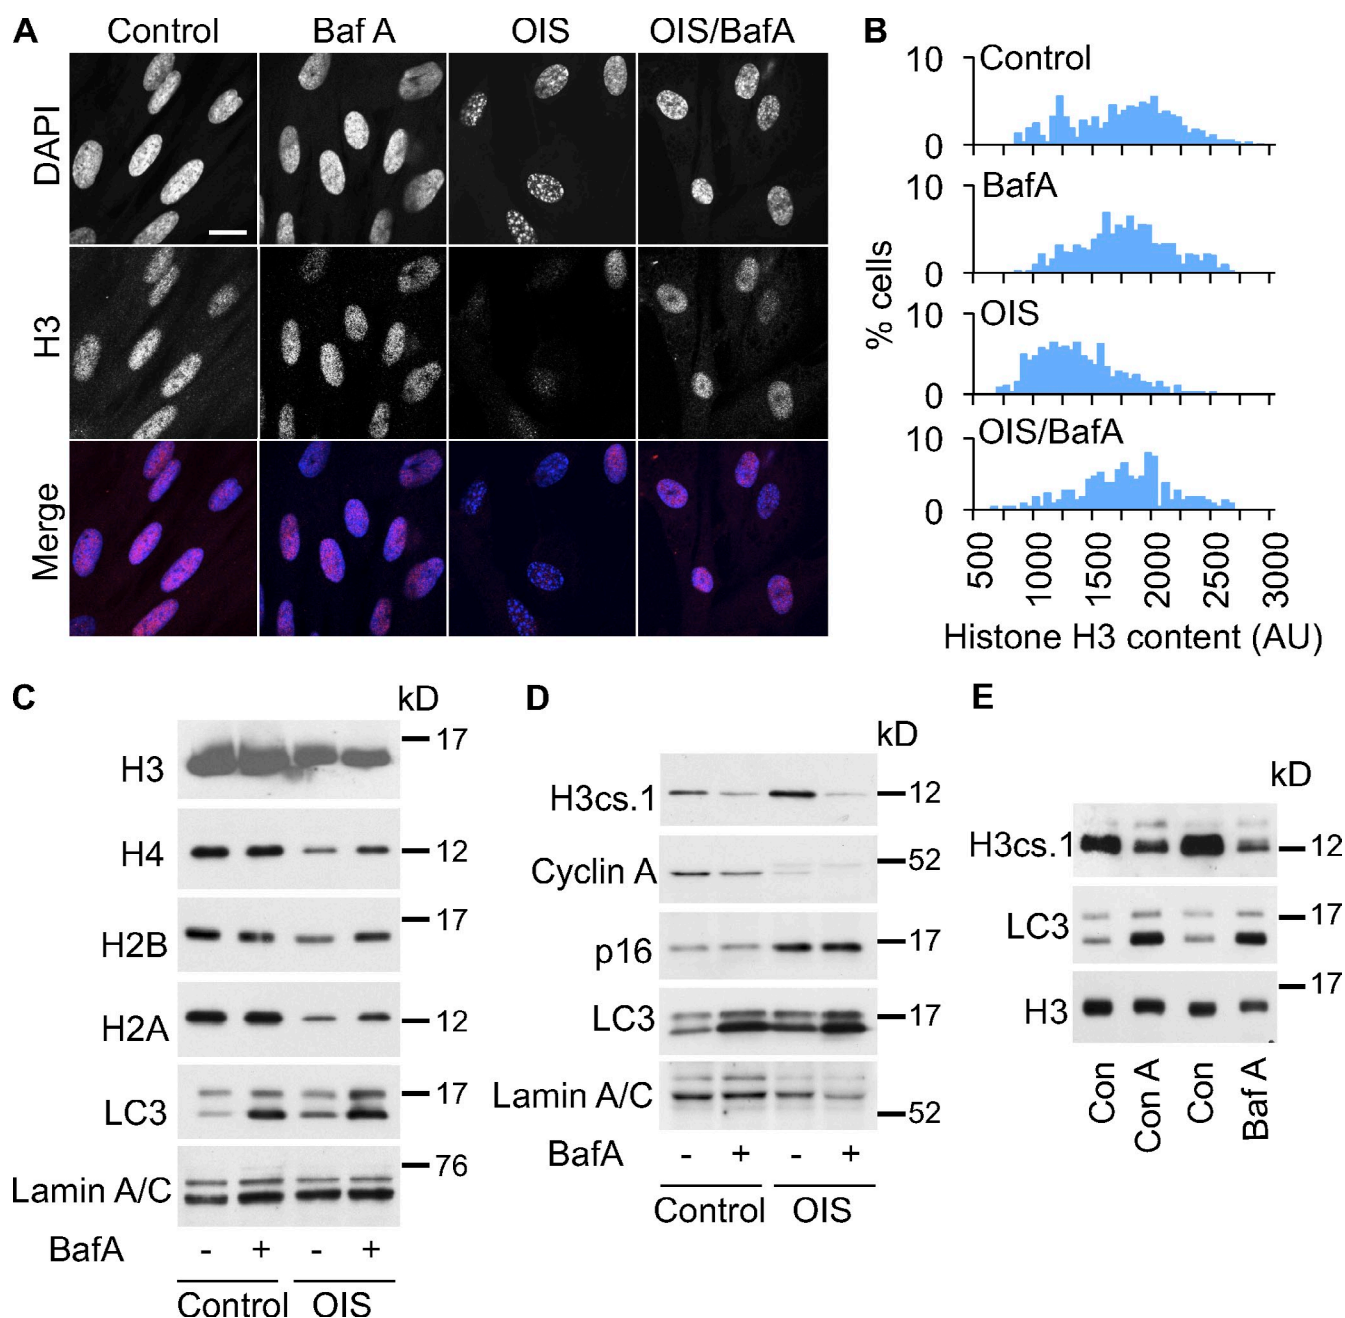 A Control Baf A OIS OIS/BafA
DAPI
H3
Merge
B
10 Control
0
10 BafA
0
10 OIS
0
10 OIS/BafA
0
% cells
500 1000 1500 2000 2500 3000
Histone H3 content (AU)
C kD
H3 17
H4 12
H2B 17
H2A 12
LC3 17
Lamin A/C 76
BafA - + - +
Control OIS
D kD
H3cs.1 12
Cyclin A 52
p16 17
LC3 17
Lamin A/C 52
BafA - + - +
Control OIS
E kD
H3cs.1 12
LC3 17
H3 17
Con Con A Con Baf A